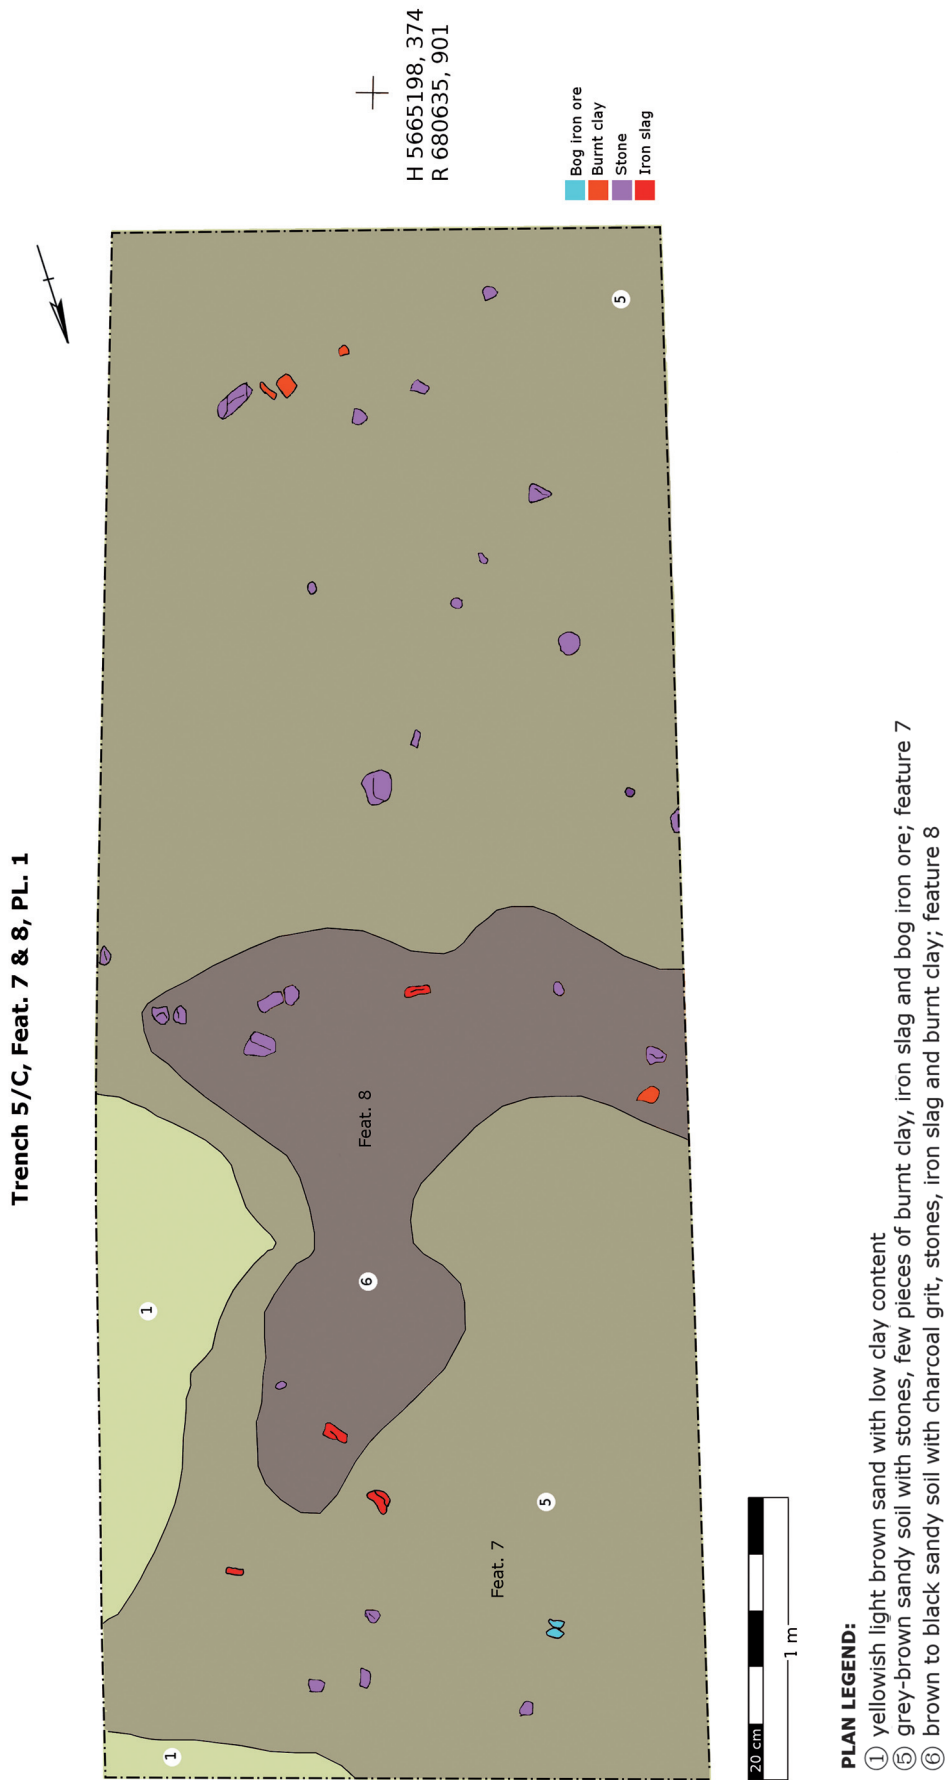 Trench 5/C, Feat. 7 & 8, PL. 1
H 5665198, 374
R 680635, 901
Bog iron ore
Burnt clay
Stone
Iron slag
1
1
Feat. 8
6
5
5
Feat. 7
20 cm
1 m
PLAN LEGEND:
① yellowish light brown sand with low clay content
⑤ grey-brown sandy soil with stones, few pieces of burnt clay, iron slag and bog iron ore; feature 7
⑥ brown to black sandy soil with charcoal grit, stones, iron slag and burnt clay; feature 8